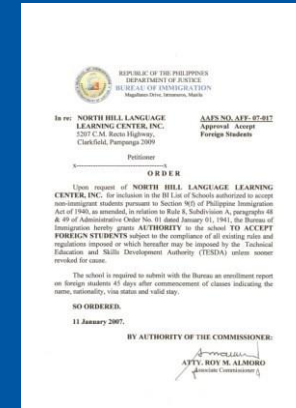 REPUBLIC OF THE PHILIPPINES
DEPARTMENT OF JUSTICE
BUREAU OF IMMIGRATION
Magallanes Drive, Intramuros, Manila
In re: NORTH HILL LANGUAGE
LEARNING CENTER, INC.
5207 C.M. Recto Highway,
Clarkfield, Pampanga 2009
Petitioner
x-------------------------x
AAFS NO. AFF- 07-017
Approval Accept
Foreign Students
O R D E R
Upon request of NORTH HILL LANGUAGE LEARNING
CENTER, INC. for inclusion in the BI List of Schools authorized to accept
non-immigrant students pursuant to Section 9(f) of Philippine Immigration
Act of 1940, as amended, in relation to Rule 8, Subdivision A, paragraphs 48
& 49 of Administrative Order No. 01 dated January 01, 1941, the Bureau of
Immigration hereby grants AUTHORITY to the school TO ACCEPT
FOREIGN STUDENTS subject to the compliance of all existing rules and
regulations imposed or which hereafter may be imposed by the Technical
Education and Skills Development Authority (TESDA) unless sooner
revoked for cause.
The school is required to submit with the Bureau an enrollment report
on foreign students 45 days after commencement of classes indicating the
name, nationality, visa status and valid stay.
SO ORDERED.
11 January 2007.
BY AUTHORITY OF THE COMMISSIONER:
ATTY. ROY M. ALMORO
Associate Commissioner